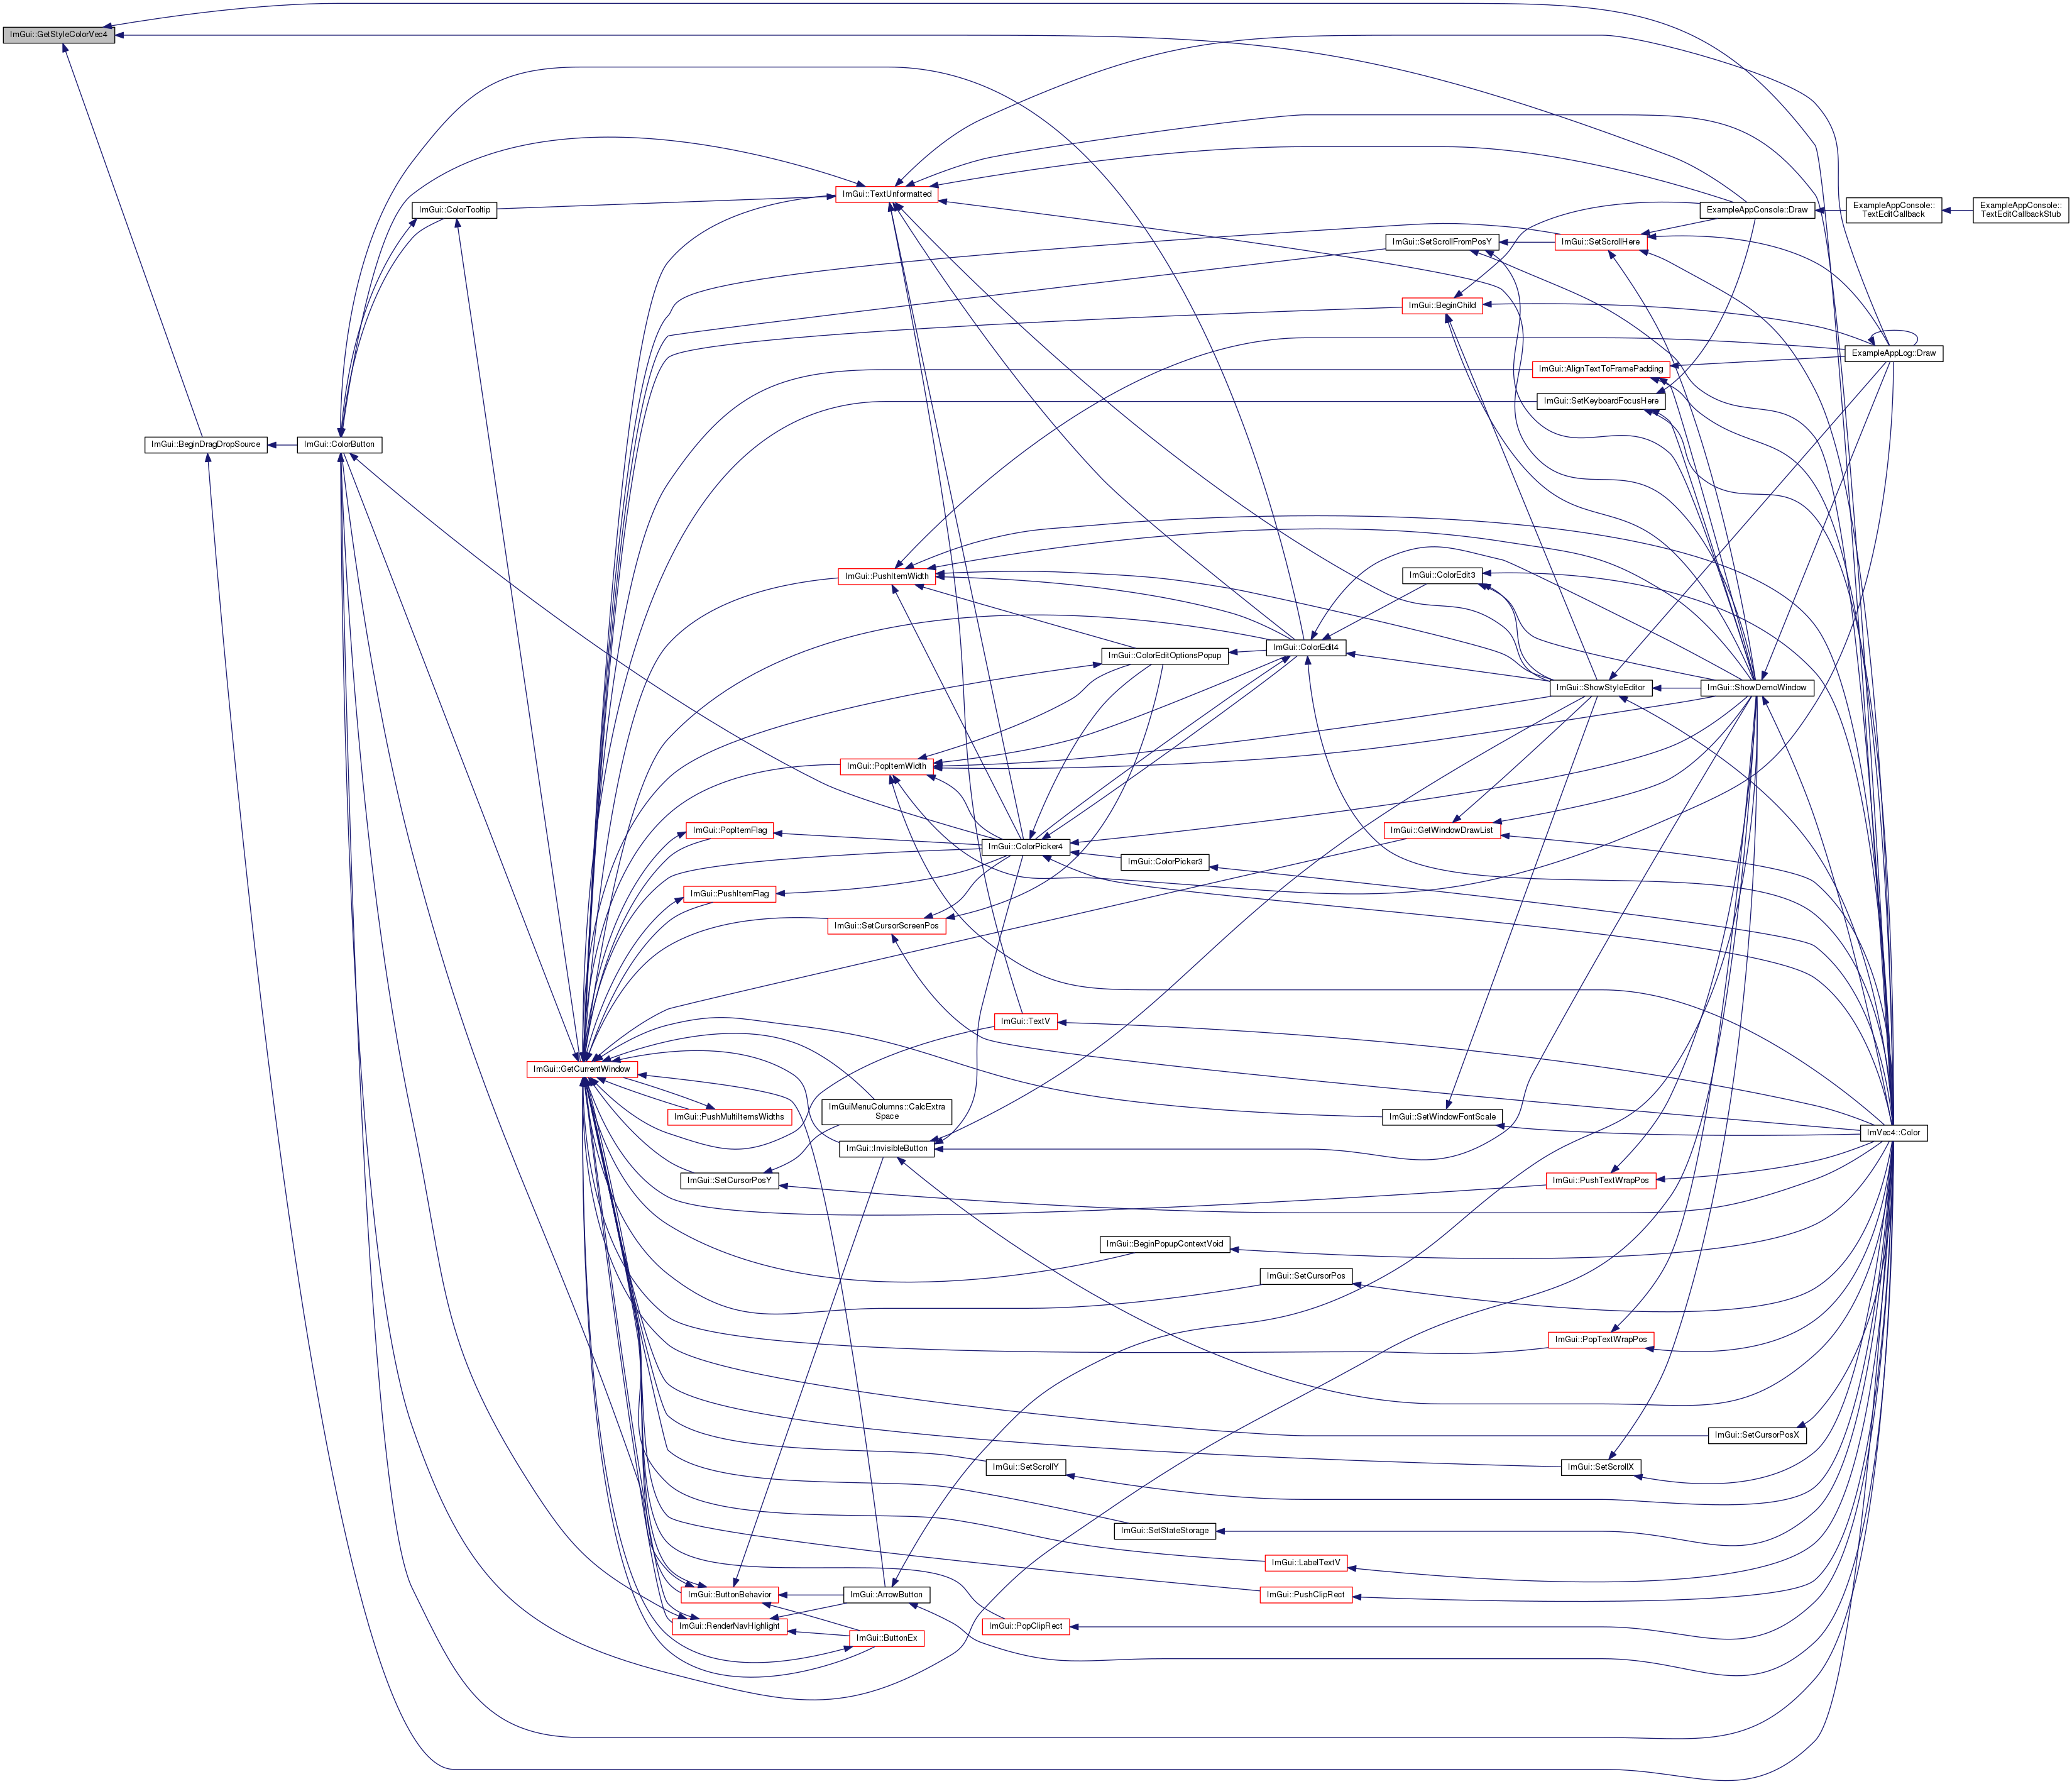 ImGui::GetStyleColorVec4
ImGui::TextUnformatted
ImGui::ColorTooltip
ExampleAppConsole::Draw
ExampleAppConsole::
TextEditCallback
ExampleAppConsole::
TextEditCallbackStub
ImGui::SetScrollFromPosY
ImGui::SetScrollHere
ImGui::BeginChild
ExampleAppLog::Draw
ImGui::AlignTextToFramePadding
ImGui::SetKeyboardFocusHere
ImGui::BeginDragDropSource
ImGui::ColorButton
ImGui::PushItemWidth
ImGui::ColorEdit3
ImGui::ColorEditOptionsPopup
ImGui::ColorEdit4
ImGui::ShowStyleEditor
ImGui::ShowDemoWindow
ImGui::PopItemWidth
ImGui::PopItemFlag
ImGui::GetWindowDrawList
ImGui::ColorPicker4
ImGui::ColorPicker3
ImGui::PushItemFlag
ImGui::SetCursorScreenPos
ImGui::TextV
ImGui::GetCurrentWindow
ImGui::PushMultiItemsWidths
ImGuiMenuColumns::CalcExtra
Space
ImGui::SetWindowFontScale
ImVec4::Color
ImGui::InvisibleButton
ImGui::SetCursorPosY
ImGui::PushTextWrapPos
ImGui::BeginPopupContextVoid
ImGui::SetCursorPos
ImGui::PopTextWrapPos
ImGui::SetCursorPosX
ImGui::SetScrollY
ImGui::SetScrollX
ImGui::SetStateStorage
ImGui::LabelTextV
ImGui::ButtonBehavior
ImGui::ArrowButton
ImGui::PushClipRect
ImGui::RenderNavHighlight
ImGui::PopClipRect
ImGui::ButtonEx